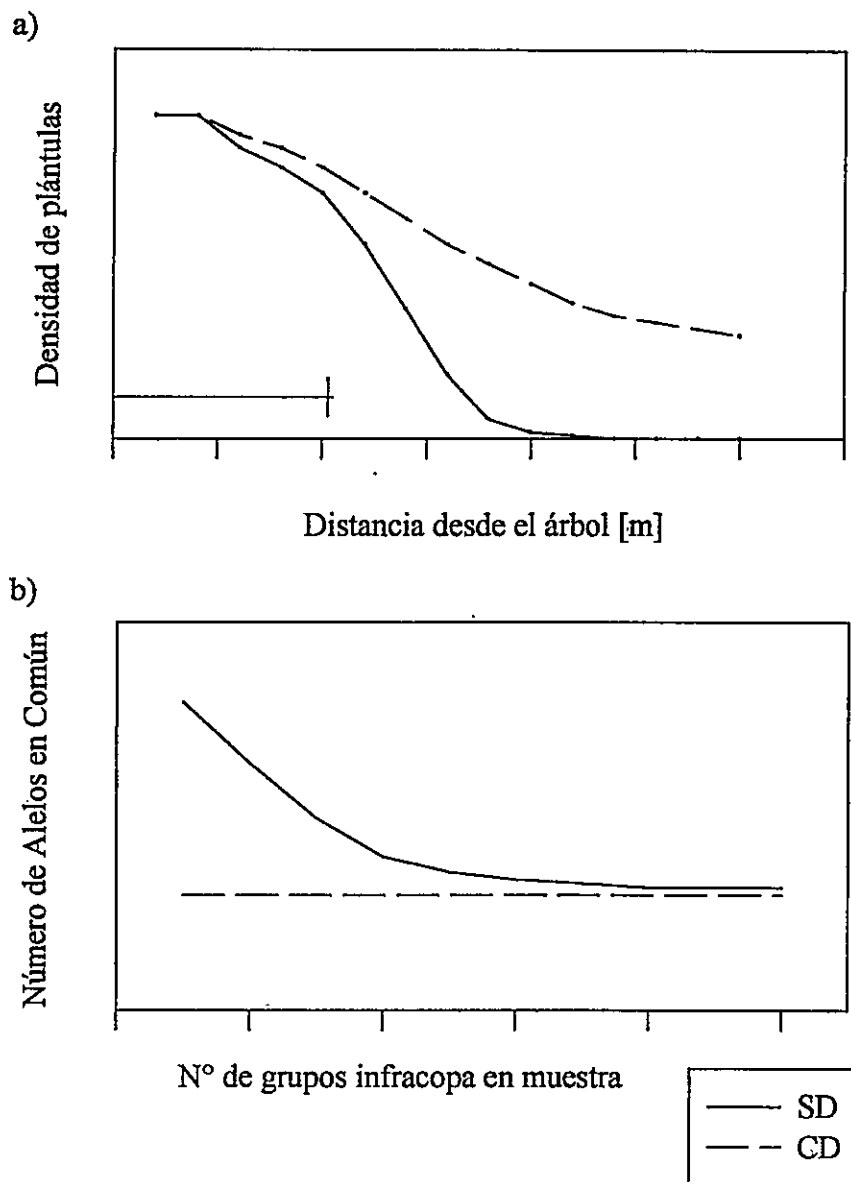 a)
Densidad de plántulas
Distancia desde el árbol [m]
b)
Número de Alelos en Común
Nº de grupos infracopa en muestra
SD
CD